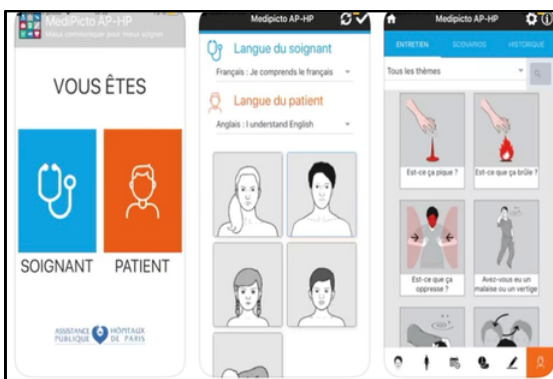 MediPicto AP-HP
Mieux communiquer pour mieux soigner
VOUS ÊTES
SOIGNANT
PATIENT
ASSISTANCE HÔPITAUX
PUBLIQUE DE PARIS
Medipicto AP-HP
Langue du soignant
Français : Je comprends le français
Langue du patient
Anglais : I understand English
Medipicto AP-HP
ENTRETIEN
SCENARIOS
HISTORIQUE
Tous les thèmes
Est-ce ça pique ?
Est-ce que ça brûle ?
Est-ce que ça
oppresse ?
Avez-vous eu un
malaise ou un vertige